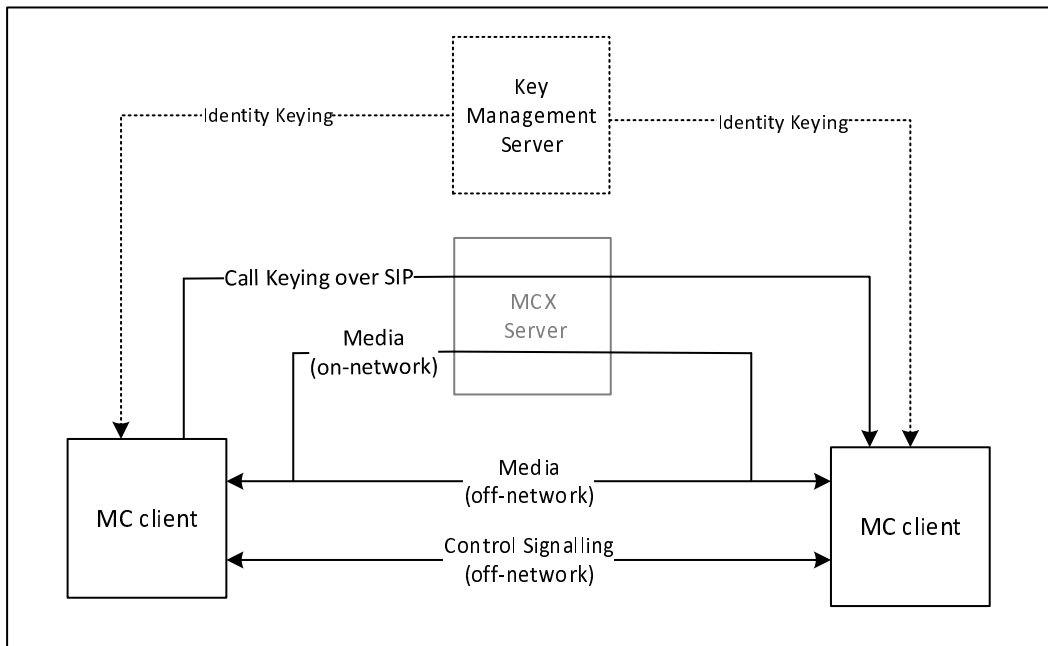 Key
Management
Server
Identity Keying
Identity Keying
Call Keying over SIP
MCX
Server
Media
(on-network)
Media
(off-network)
MC client
MC client
Control Signalling
(off-network)